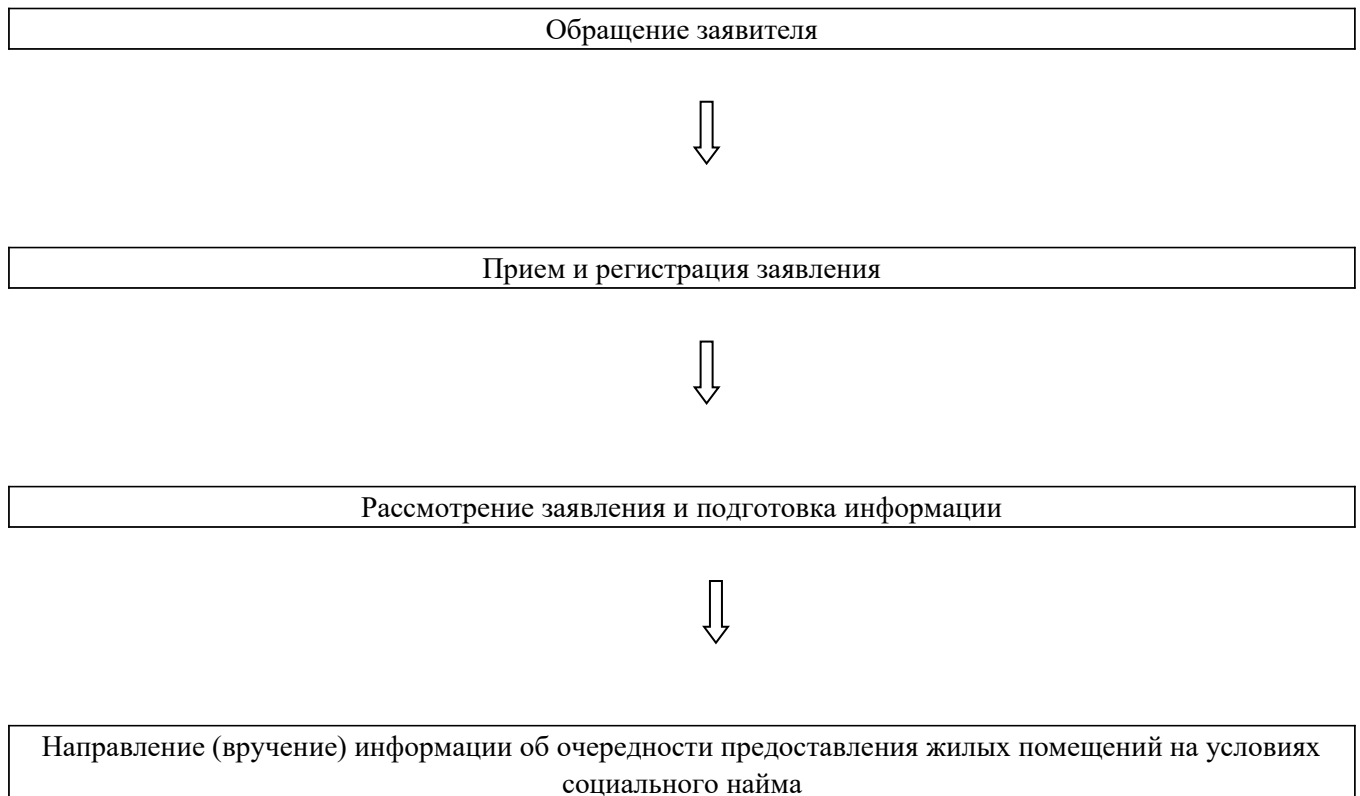 Обращение заявителя
Прием и регистрация заявления
Рассмотрение заявления и подготовка информации
Направление (вручение) информации об очередности предоставления жилых помещений на условиях
социального найма